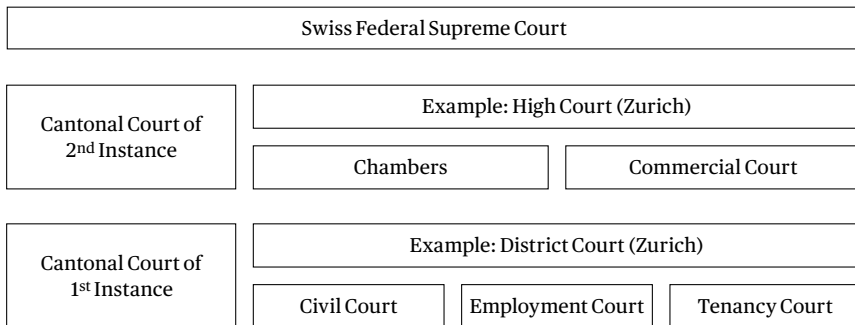 Swiss Federal Supreme Court
Cantonal Court of
2nd Instance
Example: High Court (Zurich)
Chambers
Commercial Court
Cantonal Court of
1st Instance
Example: District Court (Zurich)
Civil Court
Employment Court
Tenancy Court